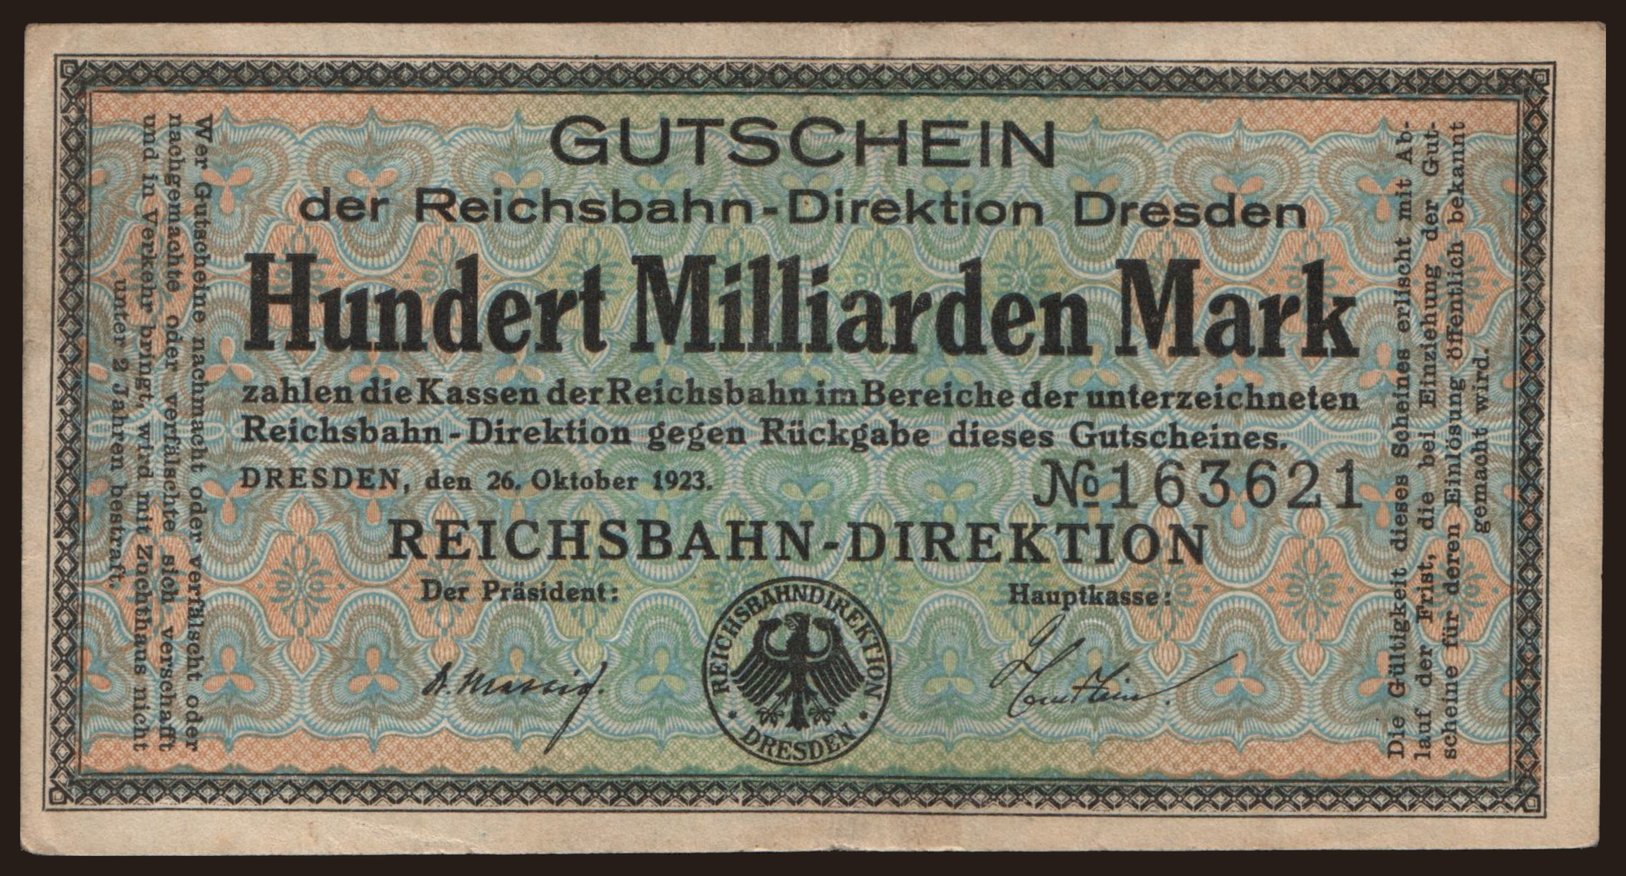 GUTSCHEIN
der Reichsbahn-Direktion Dresden
Hundert Milliarden Mark
zahlen die Kassen der Reichsbahn im Bereiche der unterzeichneten
Reichsbahn-Direktion gegen Rückgabe dieses Gutscheines.
DRESDEN, den 26. Oktober 1923.
№ 163621
REICHSBAHN-DIREKTION
Der Präsident:
Hauptkasse:
REICHSBAHNDIREKTION
* DRESDEN *
Wer Gutscheine nachmacht oder verfälscht oder
nachgemachte oder verfälschte sich verschafft
und in Verkehr bringt, wird mit Zuchthaus nicht
unter 2 Jahren bestraft.
Die Gültigkeit dieses Scheines erlischt mit Ab-
lauf der Frist, die bei Einziehung der Gut-
scheine für deren Einlösung öffentlich bekannt
gemacht wird.